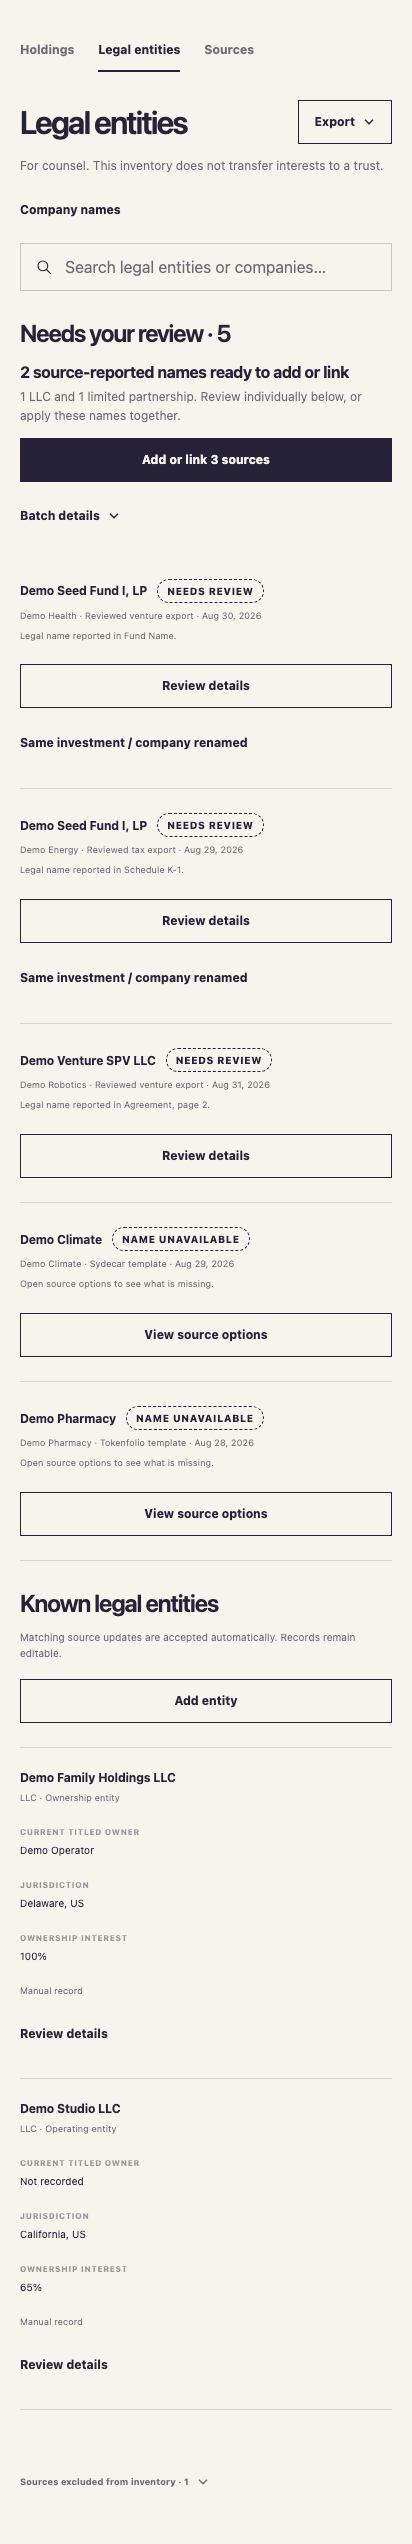 Holdings Legal entities Sources
Legal entities
Export
For counsel. This inventory does not transfer interests to a trust.
Company names
Search legal entities or companies...
Needs your review · 5
2 source-reported names ready to add or link
1 LLC and 1 limited partnership. Review individually below, or
apply these names together.
Add or link 3 sources
Batch details
Demo Seed Fund I, LP NEEDS REVIEW
Demo Health · Reviewed venture export · Aug 30, 2026
Legal name reported in Fund Name.
Review details
Same investment / company renamed
Demo Seed Fund I, LP NEEDS REVIEW
Demo Energy · Reviewed tax export · Aug 29, 2026
Legal name reported in Schedule K-1.
Review details
Same investment / company renamed
Demo Venture SPV LLC NEEDS REVIEW
Demo Robotics · Reviewed venture export · Aug 31, 2026
Legal name reported in Agreement, page 2.
Review details
Demo Climate NAME UNAVAILABLE
Demo Climate · Sydecar template · Aug 29, 2026
Open source options to see what is missing.
View source options
Demo Pharmacy NAME UNAVAILABLE
Demo Pharmacy · Tokenfolio template · Aug 28, 2026
Open source options to see what is missing.
View source options
Known legal entities
Matching source updates are accepted automatically. Records remain
editable.
Add entity
Demo Family Holdings LLC
LLC · Ownership entity
CURRENT TITLED OWNER
Demo Operator
JURISDICTION
Delaware, US
OWNERSHIP INTEREST
100%
Manual record
Review details
Demo Studio LLC
LLC · Operating entity
CURRENT TITLED OWNER
Not recorded
JURISDICTION
California, US
OWNERSHIP INTEREST
65%
Manual record
Review details
Sources excluded from inventory · 1